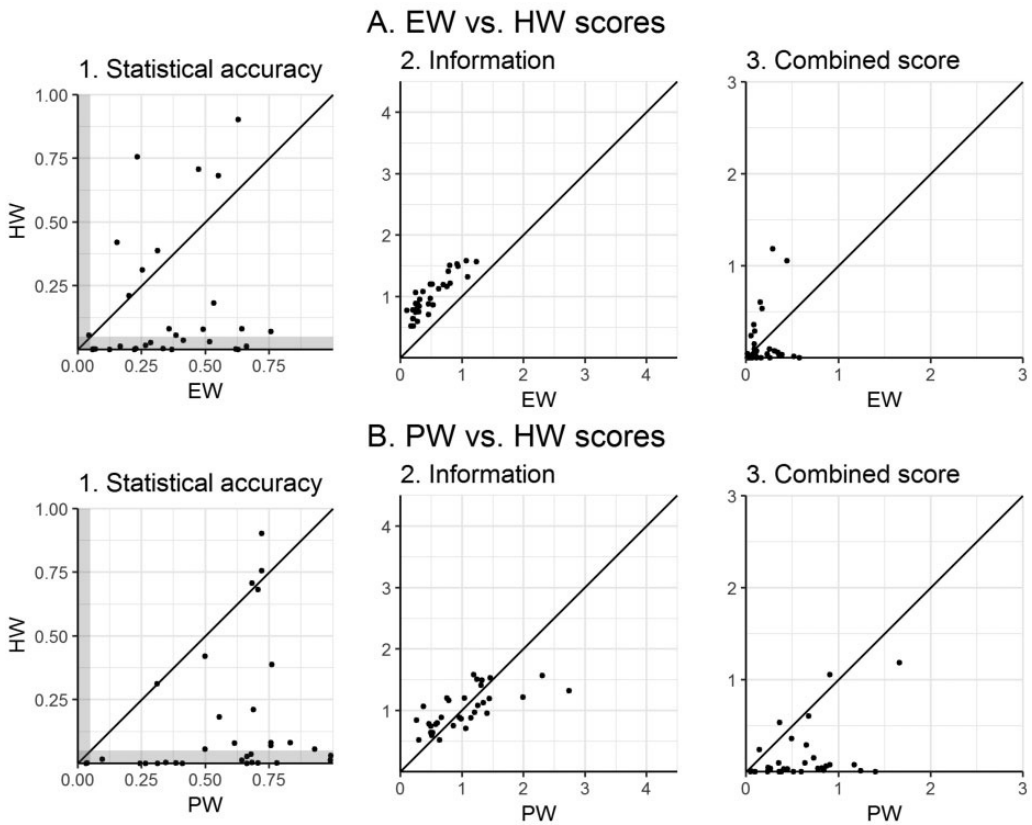 A. EW vs. HW scores
1. Statistical accuracy
2. Information
3. Combined score
1.00
0.75
0.50
0.25
HW
0.00 0.25 0.50 0.75
EW
4
3
2
1
0 1 2 3 4
EW
3
2
1
0 1 2 3
EW
B. PW vs. HW scores
1. Statistical accuracy
2. Information
3. Combined score
1.00
0.75
0.50
0.25
HW
0.00 0.25 0.50 0.75
PW
4
3
2
1
0 1 2 3 4
PW
3
2
1
0 1 2 3
PW